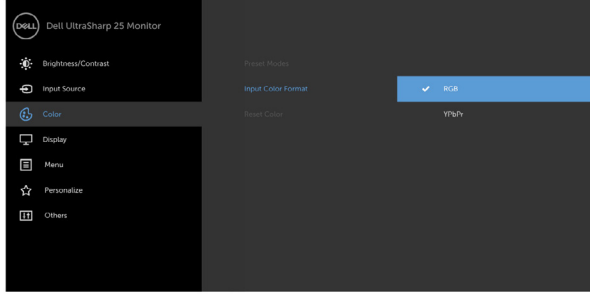 DELL
Dell UltraSharp 25 Monitor
Brightness/Contrast
Input Source
Color
Display
Menu
Personalize
Others
Preset Modes
Input Color Format
Reset Color
RGB
YPbPr